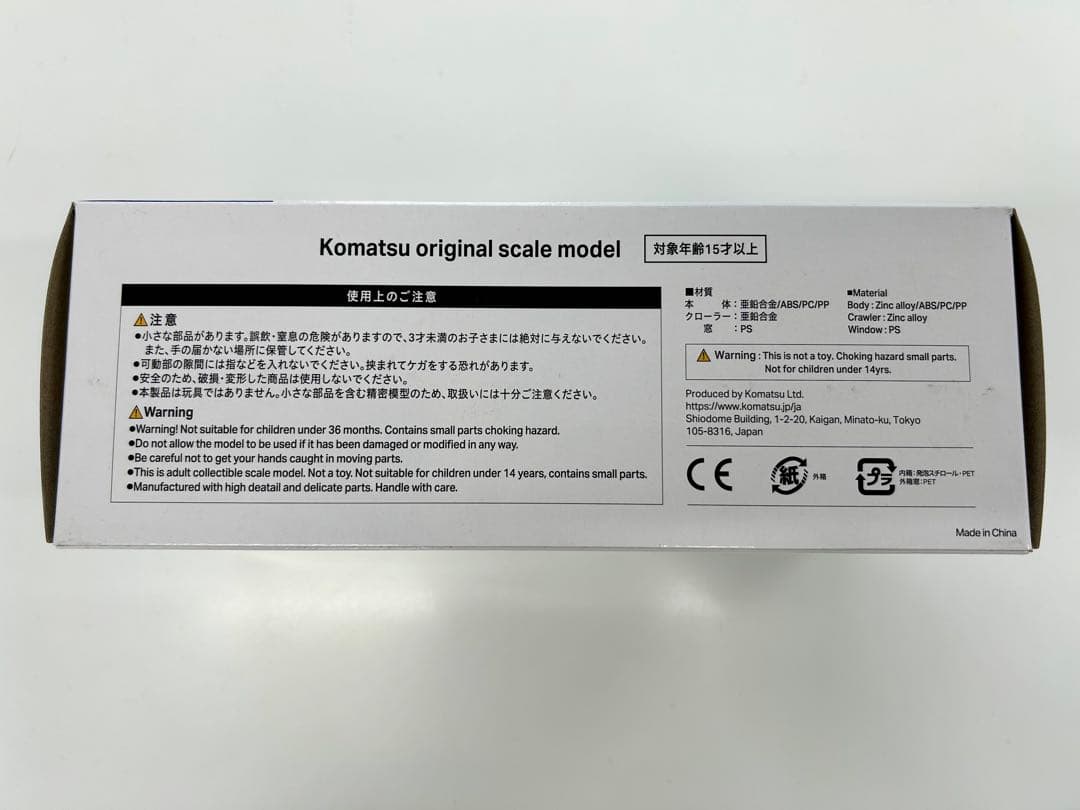 Komatsu original scale model
対象年齢15才以上
使用上のご注意
注意
●小さな部品があります。誤飲・窒息の危険がありますので、3才未満のお子さまには絶対に与えないでください。
また、手の届かない場所に保管してください。
●可動部の隙間には指などを入れないでください。挟まれてケガをする恐れがあります。
●安全のため、破損・変形した商品は使用しないでください。
●本製品は玩具ではありません。小さな部品を含む精密模型のため、取扱いには十分ご注意ください。
Warning
●Warning! Not suitable for children under 36 months. Contains small parts choking hazard.
●Do not allow the model to be used if it has been damaged or modified in any way.
●Be careful not to get your hands caught in moving parts.
●This is adult collectible scale model. Not a toy. Not suitable for children under 14 years, contains small parts.
●Manufactured with high deatail and delicate parts. Handle with care.
■材質
本 体：亜鉛合金/ABS/PC/PP
クローラー：亜鉛合金
窓 ：PS
■Material
Body : Zinc alloy/ABS/PC/PP
Crawler : Zinc alloy
Window : PS
Warning : This is not a toy. Choking hazard small parts.
Not for children under 14yrs.
Produced by Komatsu Ltd.
https://www.komatsu.jp/ja
Shiodome Building, 1-2-20, Kaigan, Minato-ku, Tokyo
105-8316, Japan
CE
紙
外箱
プラ
内箱：発泡スチロール・PET
外箱窓：PET
Made in China